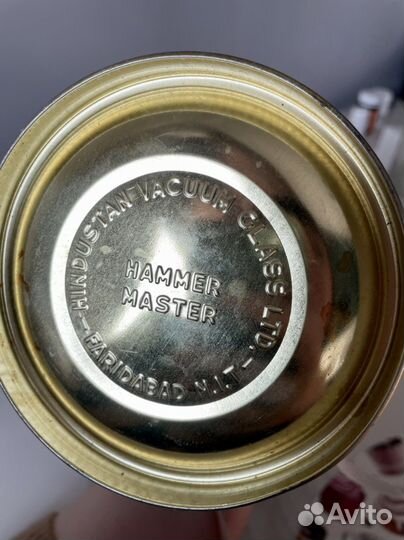 HINDUSTAN VACUUM GLASS LTD.
HAMMER
MASTER
-FARIDABAD N.I.T-
Avito